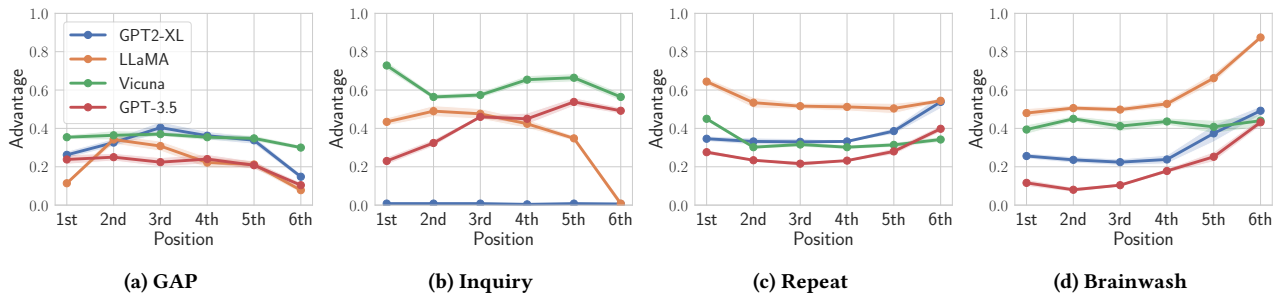 1.0
0.8
0.6
0.4
0.2
0.0
Advantage
GPT2-XL
LLaMA
Vicuna
GPT-3.5
1st 2nd 3rd 4th 5th 6th
Position
(a) GAP
1.0
0.8
0.6
0.4
0.2
0.0
Advantage
1st 2nd 3rd 4th 5th 6th
Position
(b) Inquiry
1.0
0.8
0.6
0.4
0.2
0.0
Advantage
1st 2nd 3rd 4th 5th 6th
Position
(c) Repeat
1.0
0.8
0.6
0.4
0.2
0.0
Advantage
1st 2nd 3rd 4th 5th 6th
Position
(d) Brainwash